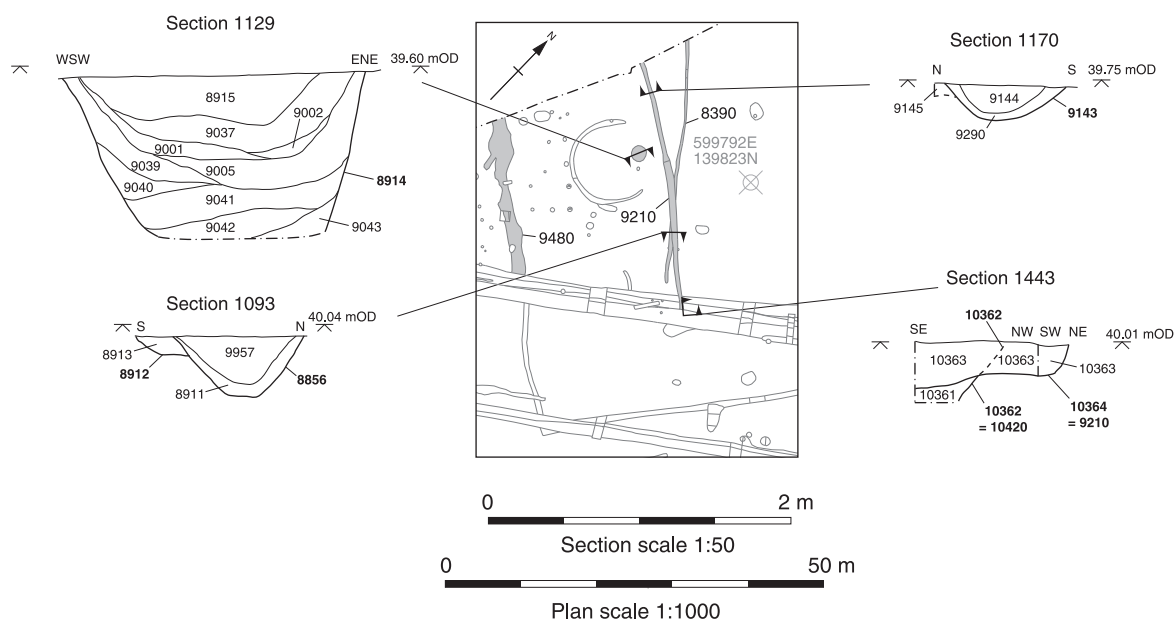 Section 1129
WSW
ENE
39.60 mOD
8915
9002
9037
9001
9039
9005
9040
8914
9041
9042
9043
Section 1093
S
N
40.04 mOD
8913
9957
8912
8911
8856
N
8390
599792E
139823N
9210
9480
Section 1170
N
S
39.75 mOD
9144
9145
9143
9290
Section 1443
10362
SE
NW
SW
NE
40.01 mOD
10363
10363
10363
10361
10362
= 10420
10364
= 9210
0
2 m
Section scale 1:50
0
50 m
Plan scale 1:1000